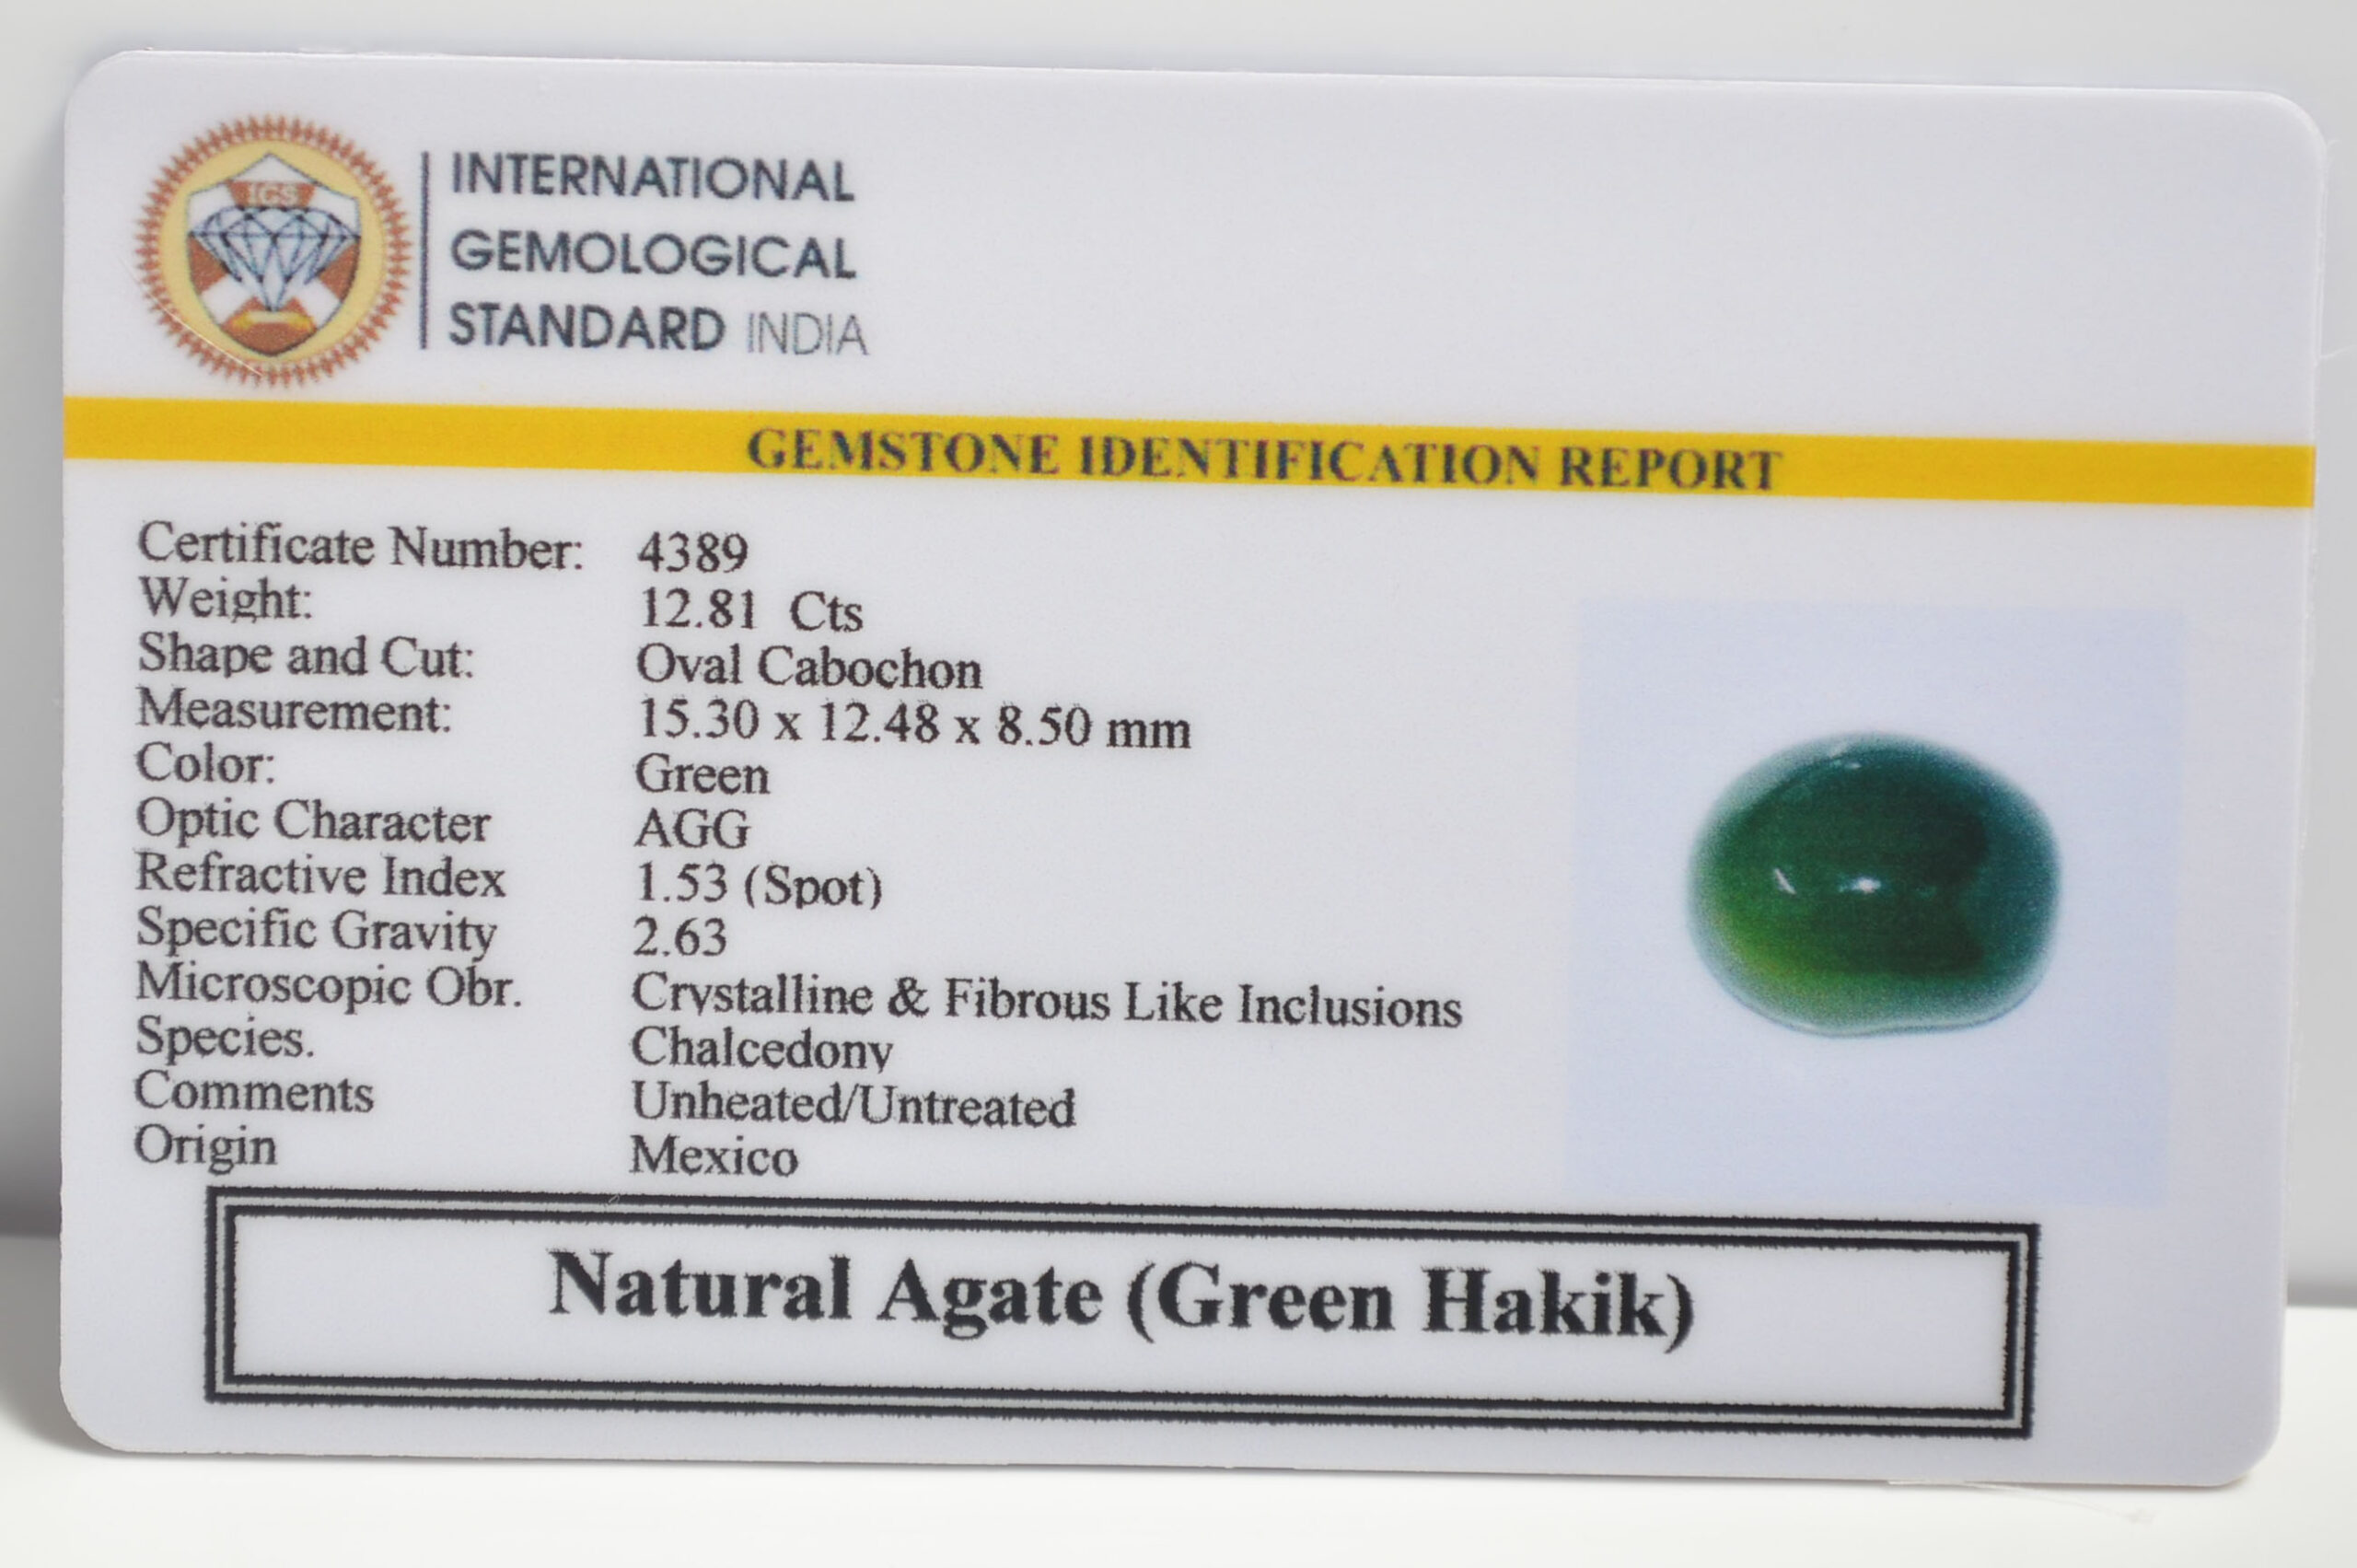 IGS
INTERNATIONAL
GEMOLOGICAL
STANDARD INDIA
GEMSTONE IDENTIFICATION REPORT
Certificate Number: 4389
Weight: 12.81 Cts
Shape and Cut: Oval Cabochon
Measurement: 15.30 x 12.48 x 8.50 mm
Color: Green
Optic Character AGG
Refractive Index 1.53 (Spot)
Specific Gravity 2.63
Microscopic Obr. Crystalline & Fibrous Like Inclusions
Species. Chalcedony
Comments Unheated/Untreated
Origin Mexico
Natural Agate (Green Hakik)